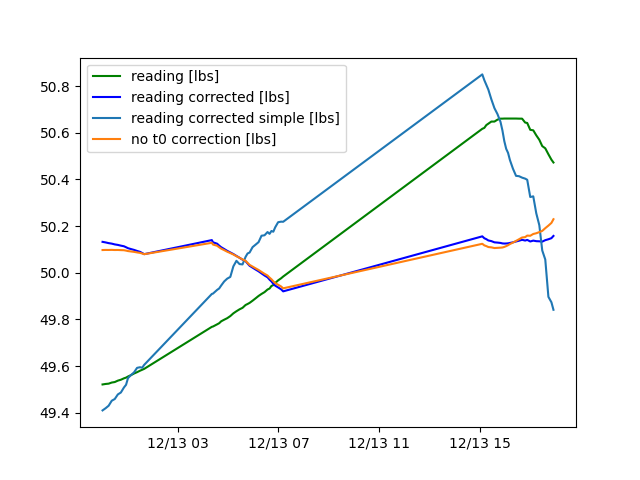 reading [lbs]
reading corrected [lbs]
reading corrected simple [lbs]
no t0 correction [lbs]
50.8
50.6
50.4
50.2
50.0
49.8
49.6
49.4
12/13 03 12/13 07 12/13 11 12/13 15